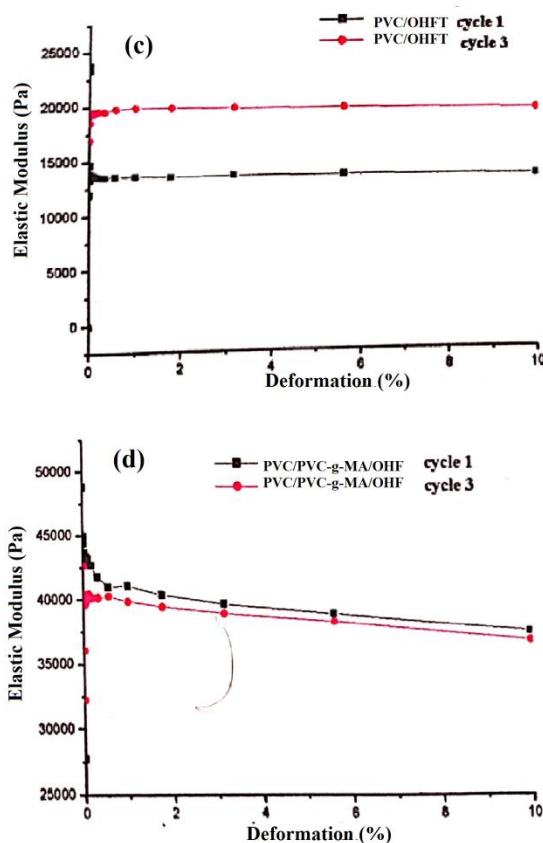 (c)
PVC/OHFT cycle 1
PVC/OHFT cycle 3
Elastic Modulus (Pa)
25000
20000
15000
10000
5000
0
0 2 4 6 8 10
Deformation.(%)
(d)
PVC/PVC-g-MA/OHF cycle 1
PVC/PVC-g-MA/OHF cycle 3
Elastic Modulus (Pa)
50000
45000
40000
35000
30000
25000
0 2 4 6 8 10
Deformation.(%)